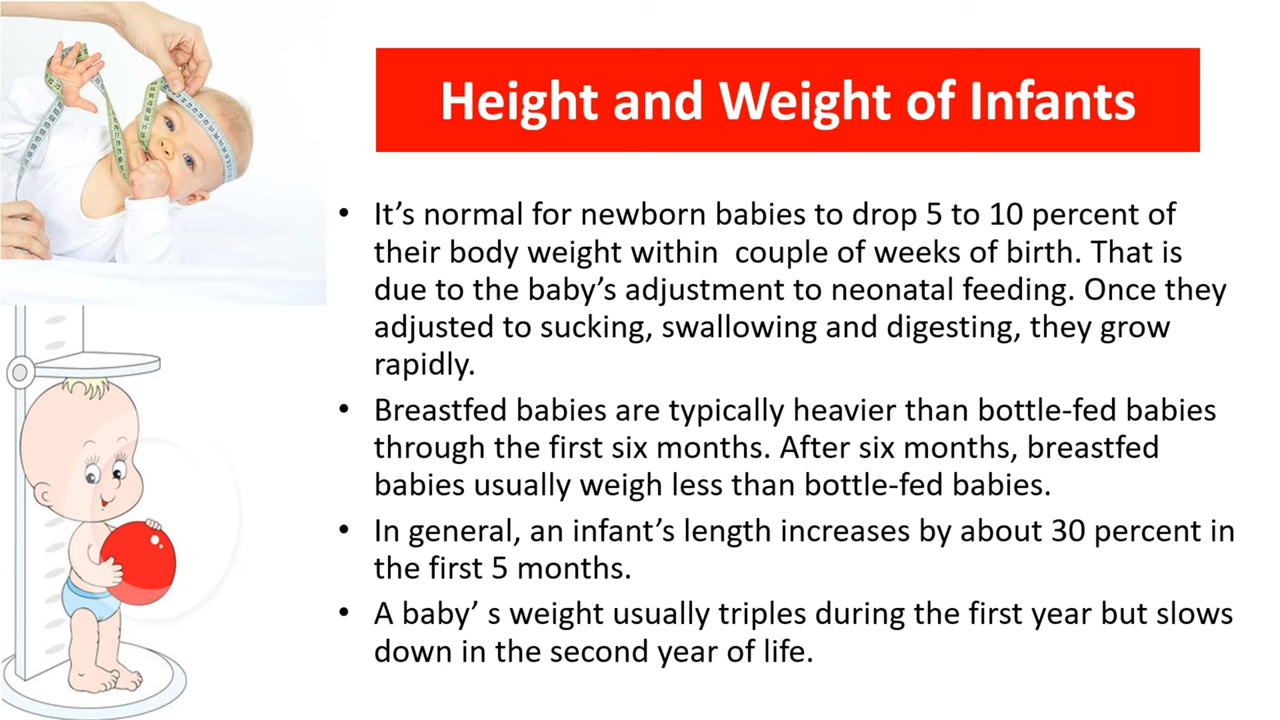 Height and Weight of Infants
• It’s normal for newborn babies to drop 5 to 10 percent of
their body weight within  couple of weeks of birth. That is
due to the baby’s adjustment to neonatal feeding. Once they
adjusted to sucking, swallowing and digesting, they grow
rapidly.
• Breastfed babies are typically heavier than bottle-fed babies
through the first six months. After six months, breastfed
babies usually weigh less than bottle-fed babies.
• In general, an infant’s length increases by about 30 percent in
the first 5 months.
• A baby’ s weight usually triples during the first year but slows
down in the second year of life.